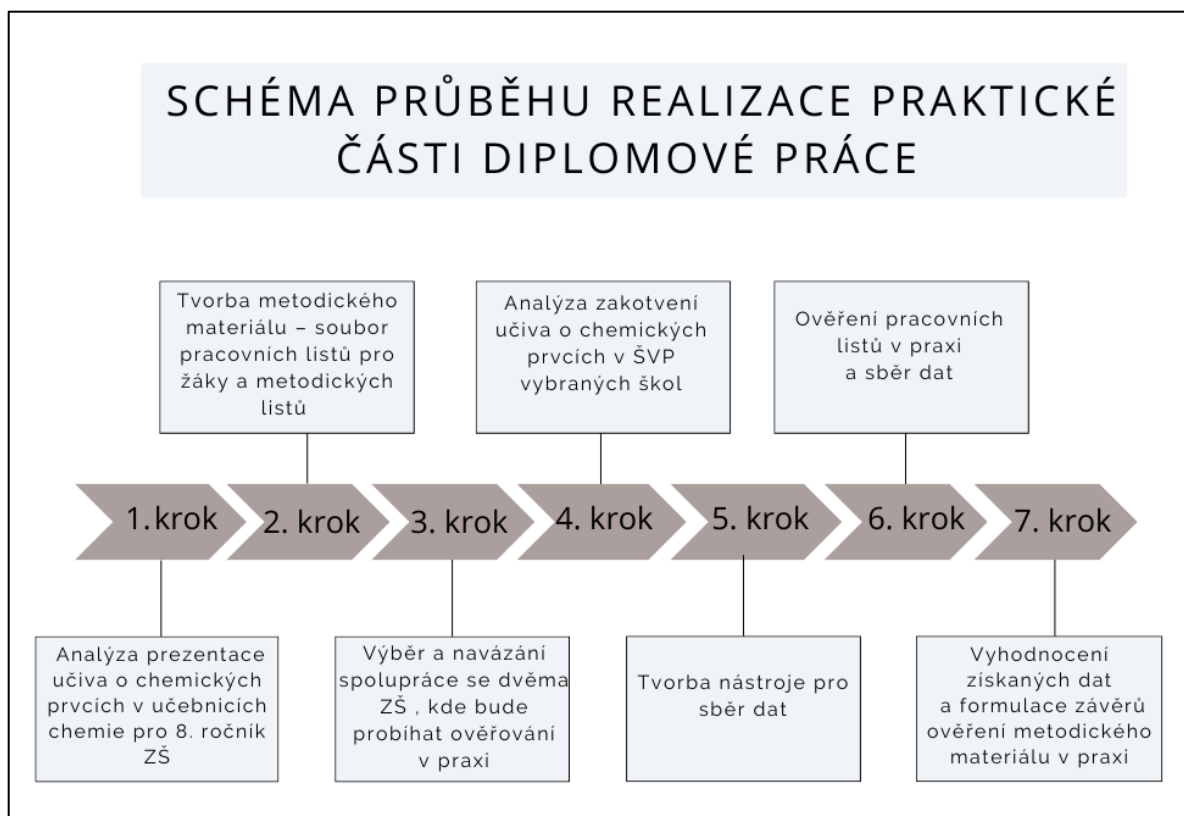 SCHÉMA PRŮBĚHU REALIZACE PRAKTICKÉ
ČÁSTI DIPLOMOVÉ PRÁCE
Tvorba metodického
materiálu – soubor
pracovních listů pro
žáky a metodických
listů
Analýza zakotvení
učiva o chemických
prvcích v ŠVP
vybraných škol
Ověření pracovních
listů v praxi
a sběr dat
1. krok
2. krok
3. krok
4. krok
5. krok
6. krok
7. krok
Analýza prezentace
učiva o chemických
prvcích v učebnicích
chemie pro 8. ročník
ZŠ
Výběr a navázání
spolupráce se dvěma
ZŠ , kde bude
probíhat ověřování
v praxi
Tvorba nástroje pro
sběr dat
Vyhodnocení
získaných dat
a formulace závěrů
ověření metodického
materiálu v praxi